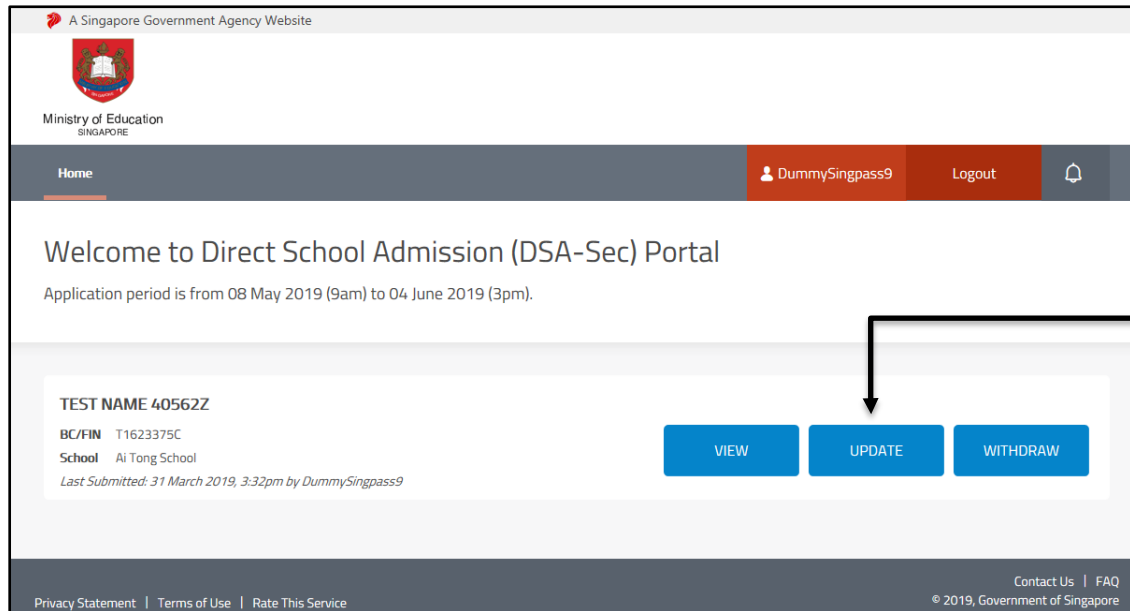 A Singapore Government Agency Website
Ministry of Education
SINGAPORE
Home
DummySingpass9
Logout
Welcome to Direct School Admission (DSA-Sec) Portal
Application period is from 08 May 2019 (9am) to 04 June 2019 (3pm).
TEST NAME 40562Z
BC/FIN T1623375C
School Ai Tong School
Last Submitted: 31 March 2019, 3:32pm by DummySingpass9
VIEW
UPDATE
WITHDRAW
Contact Us | FAQ
Privacy Statement | Terms of Use | Rate This Service
© 2019, Government of Singapore